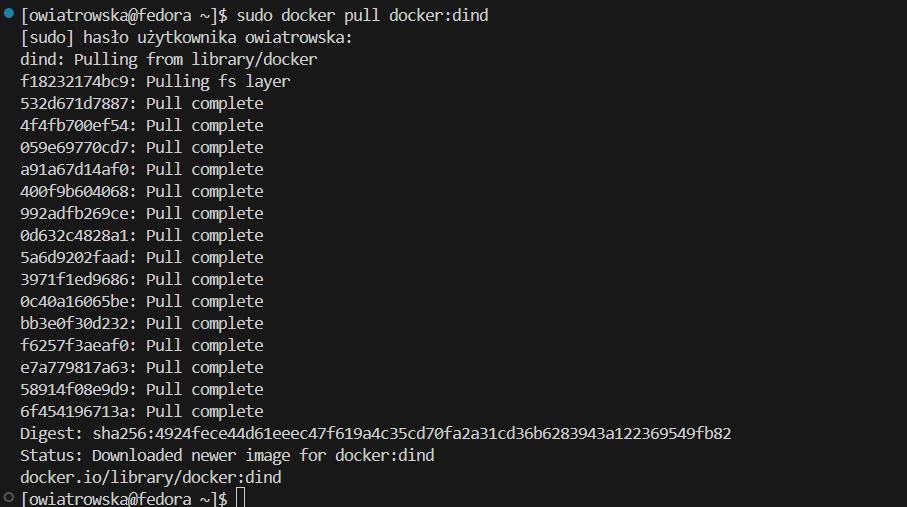 [owiatrowska@fedora ~]$ sudo docker pull docker:dind
[sudo] hasło użytkownika owiatrowska:
dind: Pulling from library/docker
f18232174bc9: Pulling fs layer
532d671d7887: Pull complete
4f4fb700ef54: Pull complete
059e69770cd7: Pull complete
a91a67d14af0: Pull complete
400f9b604068: Pull complete
992adfb269ce: Pull complete
0d632c4828a1: Pull complete
5a6d9202faad: Pull complete
3971f1ed9686: Pull complete
0c40a16065be: Pull complete
bb3e0f30d232: Pull complete
f6257f3aeaf0: Pull complete
e7a779817a63: Pull complete
58914f08e9d9: Pull complete
6f454196713a: Pull complete
Digest: sha256:4924fece44d61eeec47f619a4c35cd70fa2a31cd36b6283943a122369549fb82
Status: Downloaded newer image for docker:dind
docker.io/library/docker:dind
[owiatrowska@fedora ~]$